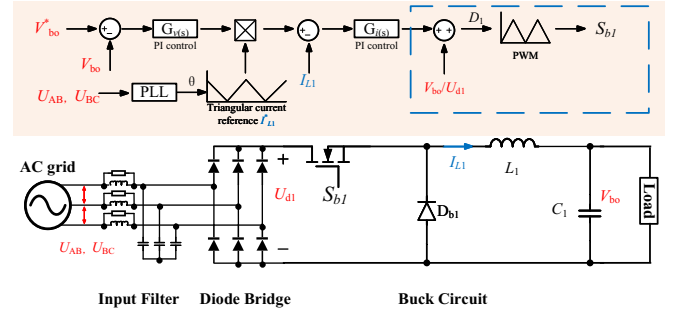 V*bo
+
−
Gv(s)
PI control
+
−
Gi(s)
PI control
+ +
D1
PWM
Sb1
Vbo
IL1
Vbo/Ud1
UAB, UBC
PLL
θ
Triangular current
reference I*L1
AC grid
UAB, UBC
+
Ud1
−
Sb1
IL1
L1
Db1
C1
Vbo
Load
Input Filter
Diode Bridge
Buck Circuit